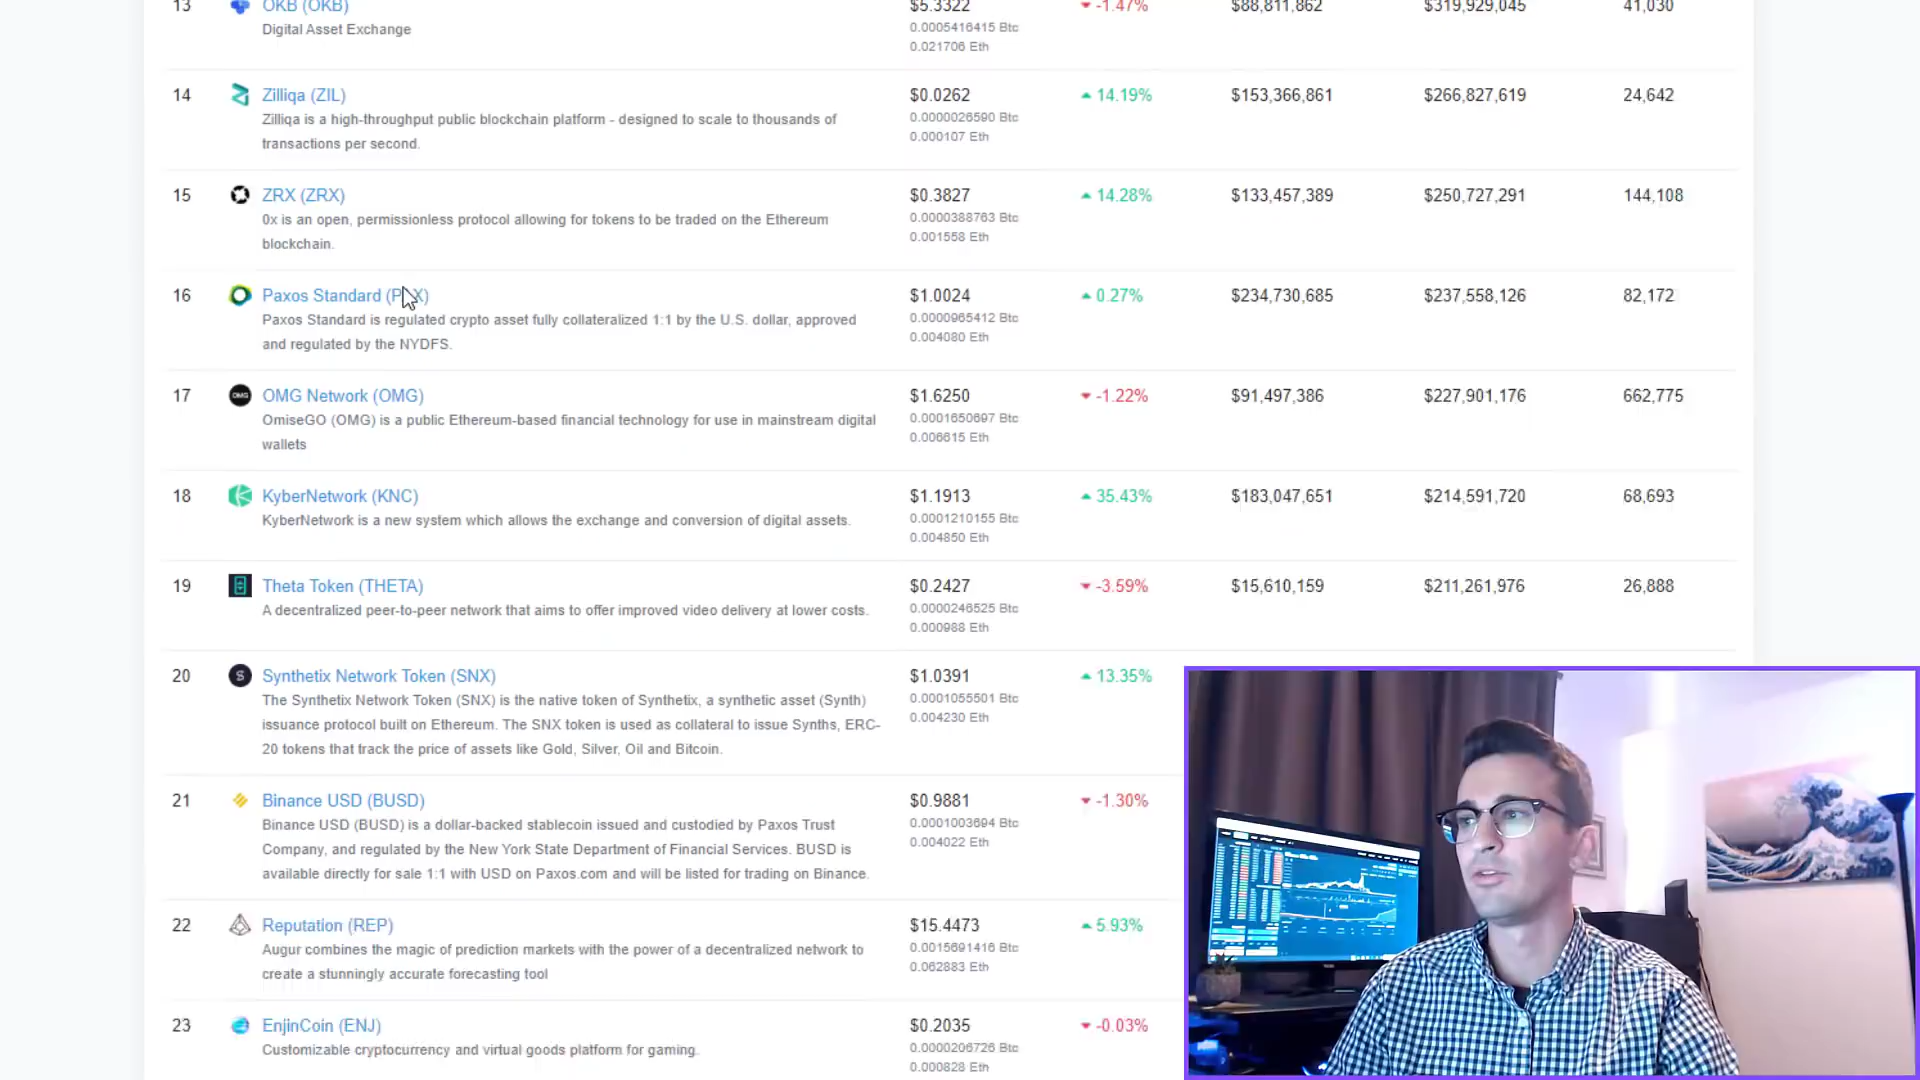 13 OKB (OKB) $5.3322 -1.47% $88,811,862 $319,929,045 41,030
Digital Asset Exchange 0.0005416415 Btc
0.021706 Eth
14 Zilliqa (ZIL) $0.0262 14.19% $153,366,861 $266,827,619 24,642
Zilliqa is a high-throughput public blockchain platform - designed to scale to thousands of 0.0000026590 Btc
transactions per second. 0.000107 Eth
15 ZRX (ZRX) $0.3827 14.28% $133,457,389 $250,727,291 144,108
0x is an open, permissionless protocol allowing for tokens to be traded on the Ethereum 0.0000388763 Btc
blockchain. 0.001558 Eth
16 Paxos Standard (PAX) $1.0024 0.27% $234,730,685 $237,558,126 82,172
Paxos Standard is regulated crypto asset fully collateralized 1:1 by the U.S. dollar, approved 0.0000965412 Btc
and regulated by the NYDFS. 0.004080 Eth
17 OMG Network (OMG) $1.6250 -1.22% $91,497,386 $227,901,176 662,775
OmiseGO (OMG) is a public Ethereum-based financial technology for use in mainstream digital 0.0001650697 Btc
wallets 0.006615 Eth
18 KyberNetwork (KNC) $1.1913 35.43% $183,047,651 $214,591,720 68,693
KyberNetwork is a new system which allows the exchange and conversion of digital assets. 0.0001210155 Btc
0.004850 Eth
19 Theta Token (THETA) $0.2427 -3.59% $15,610,159 $211,261,976 26,888
A decentralized peer-to-peer network that aims to offer improved video delivery at lower costs. 0.0000246525 Btc
0.000988 Eth
20 Synthetix Network Token (SNX) $1.0391 13.35%
The Synthetix Network Token (SNX) is the native token of Synthetix, a synthetic asset (Synth) 0.0001055501 Btc
issuance protocol built on Ethereum. The SNX token is used as collateral to issue Synths, ERC- 0.004230 Eth
20 tokens that track the price of assets like Gold, Silver, Oil and Bitcoin.
21 Binance USD (BUSD) $0.9881 -1.30%
Binance USD (BUSD) is a dollar-backed stablecoin issued and custodied by Paxos Trust 0.0001003694 Btc
Company, and regulated by the New York State Department of Financial Services. BUSD is 0.004022 Eth
available directly for sale 1:1 with USD on Paxos.com and will be listed for trading on Binance.
22 Reputation (REP) $15.4473 5.93%
Augur combines the magic of prediction markets with the power of a decentralized network to 0.0015691416 Btc
create a stunningly accurate forecasting tool 0.062883 Eth
23 EnjinCoin (ENJ) $0.2035 -0.03%
Customizable cryptocurrency and virtual goods platform for gaming. 0.0000206726 Btc
0.000828 Eth